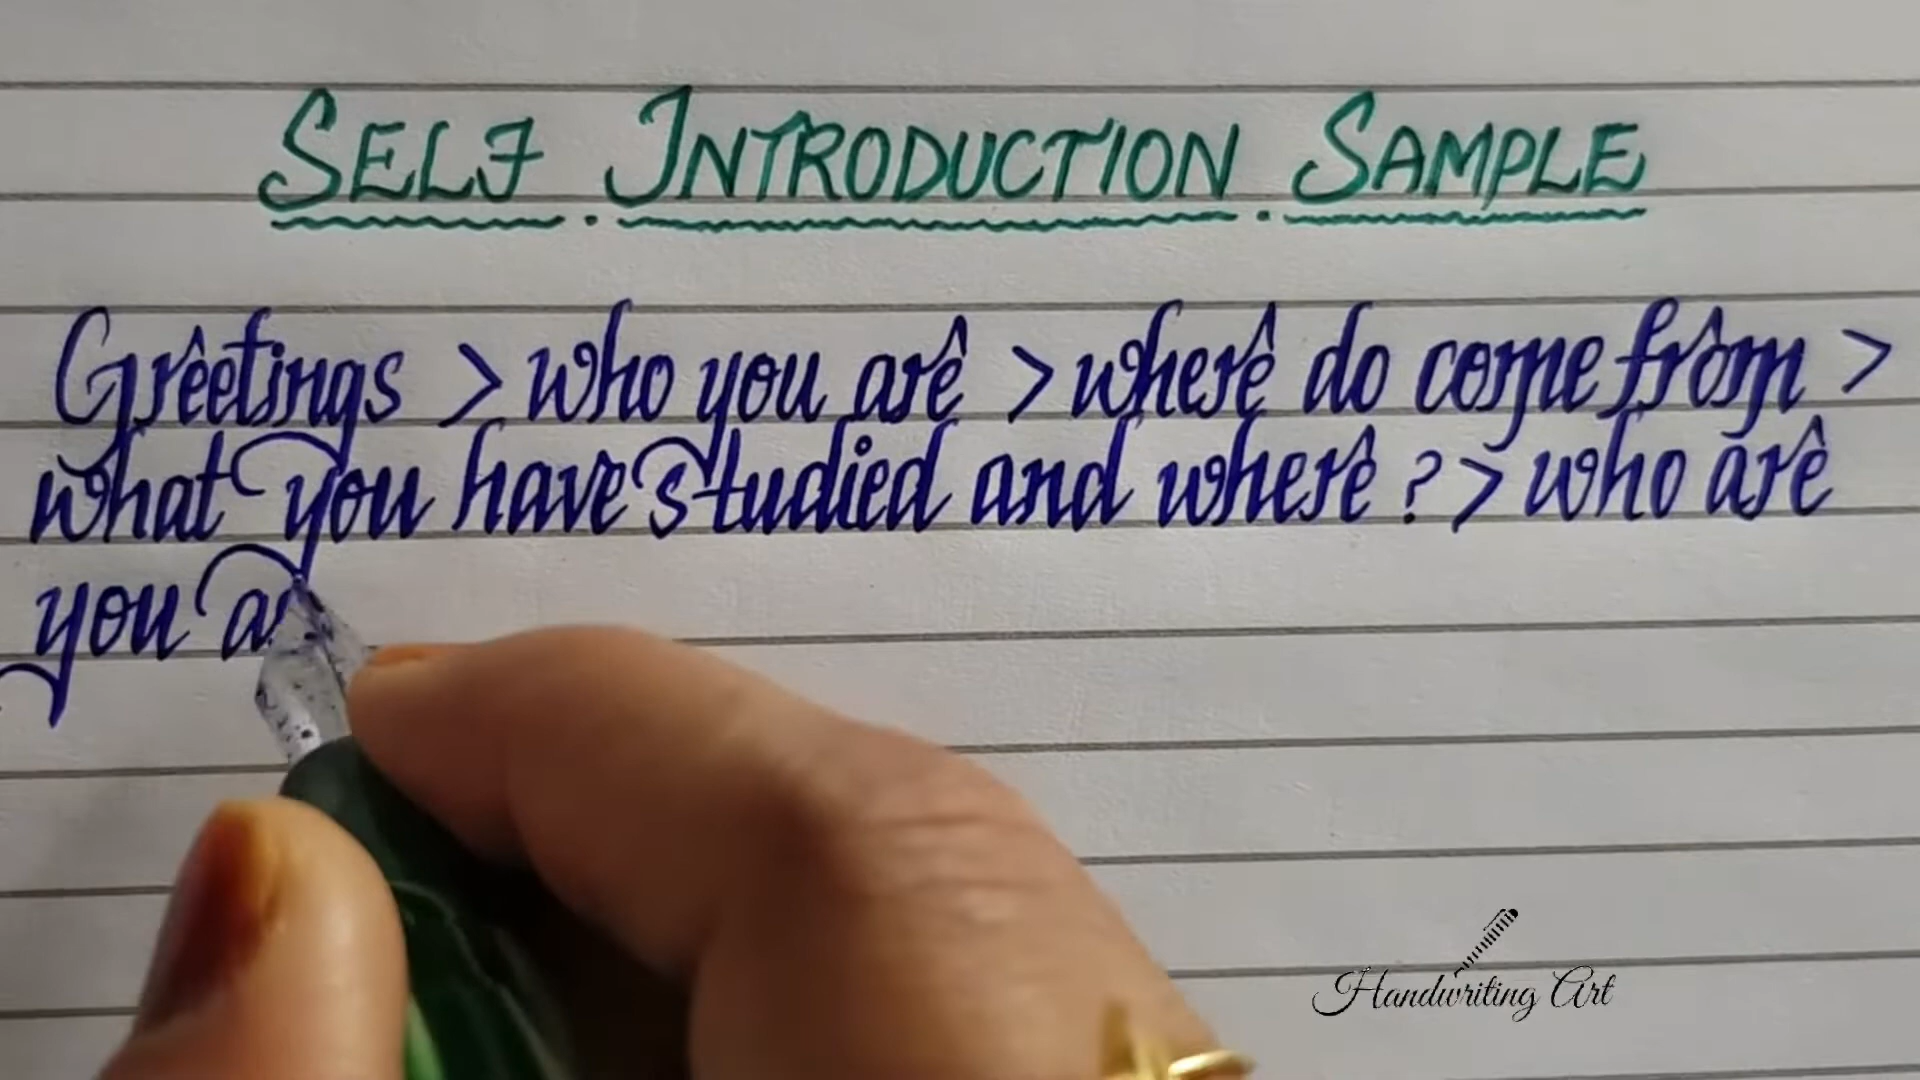 SELF INTRODUCTION SAMPLE
Greetings > who you are > where do come from >
what you have studied and where ? > who are
you a
Handwriting Art